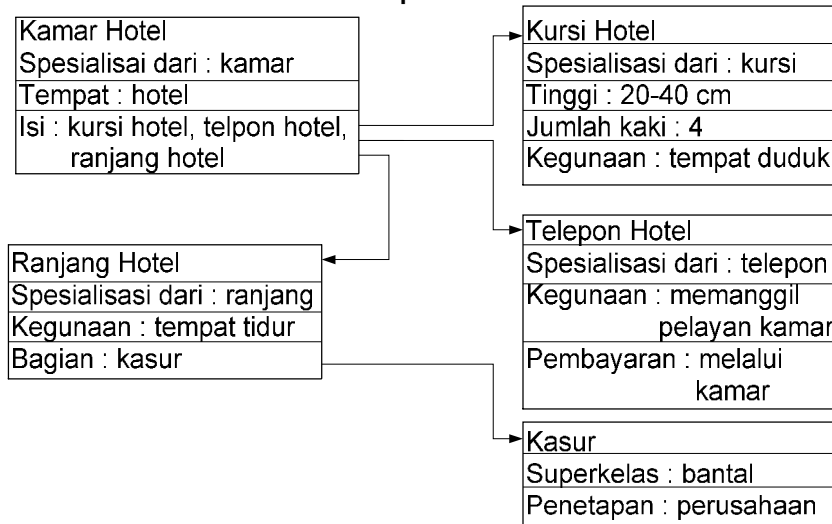 Kamar Hotel
Spesialisai dari : kamar
Tempat : hotel
Isi : kursi hotel, telpon hotel,
ranjang hotel
Kursi Hotel
Spesialisasi dari : kursi
Tinggi : 20-40 cm
Jumlah kaki : 4
Kegunaan : tempat duduk
Ranjang Hotel
Spesialisasi dari : ranjang
Kegunaan : tempat tidur
Bagian : kasur
Telepon Hotel
Spesialisasi dari : telepon
Kegunaan : memanggil
pelayan kamar
Pembayaran : melalui
kamar
Kasur
Superkelas : bantal
Penetapan : perusahaan